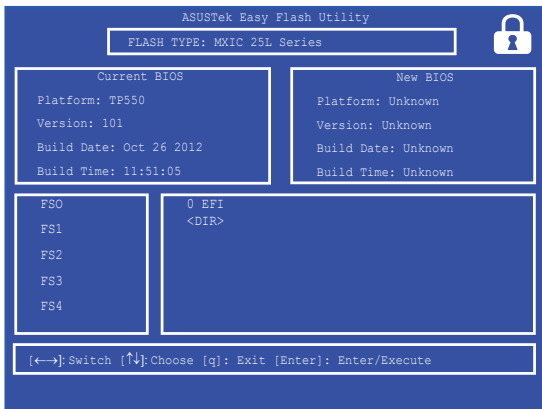 ASUSTek Easy Flash Utility
FLASH TYPE: MXIC 25L Series
Current BIOS
Platform: TP550
Version: 101
Build Date: Oct 26 2012
Build Time: 11:51:05
New BIOS
Platform: Unknown
Version: Unknown
Build Date: Unknown
Build Time: Unknown
FSO
FS1
FS2
FS3
FS4
0 EFI
<DIR>
[←→]: Switch [↑↓]: Choose [q]: Exit [Enter]: Enter/Execute